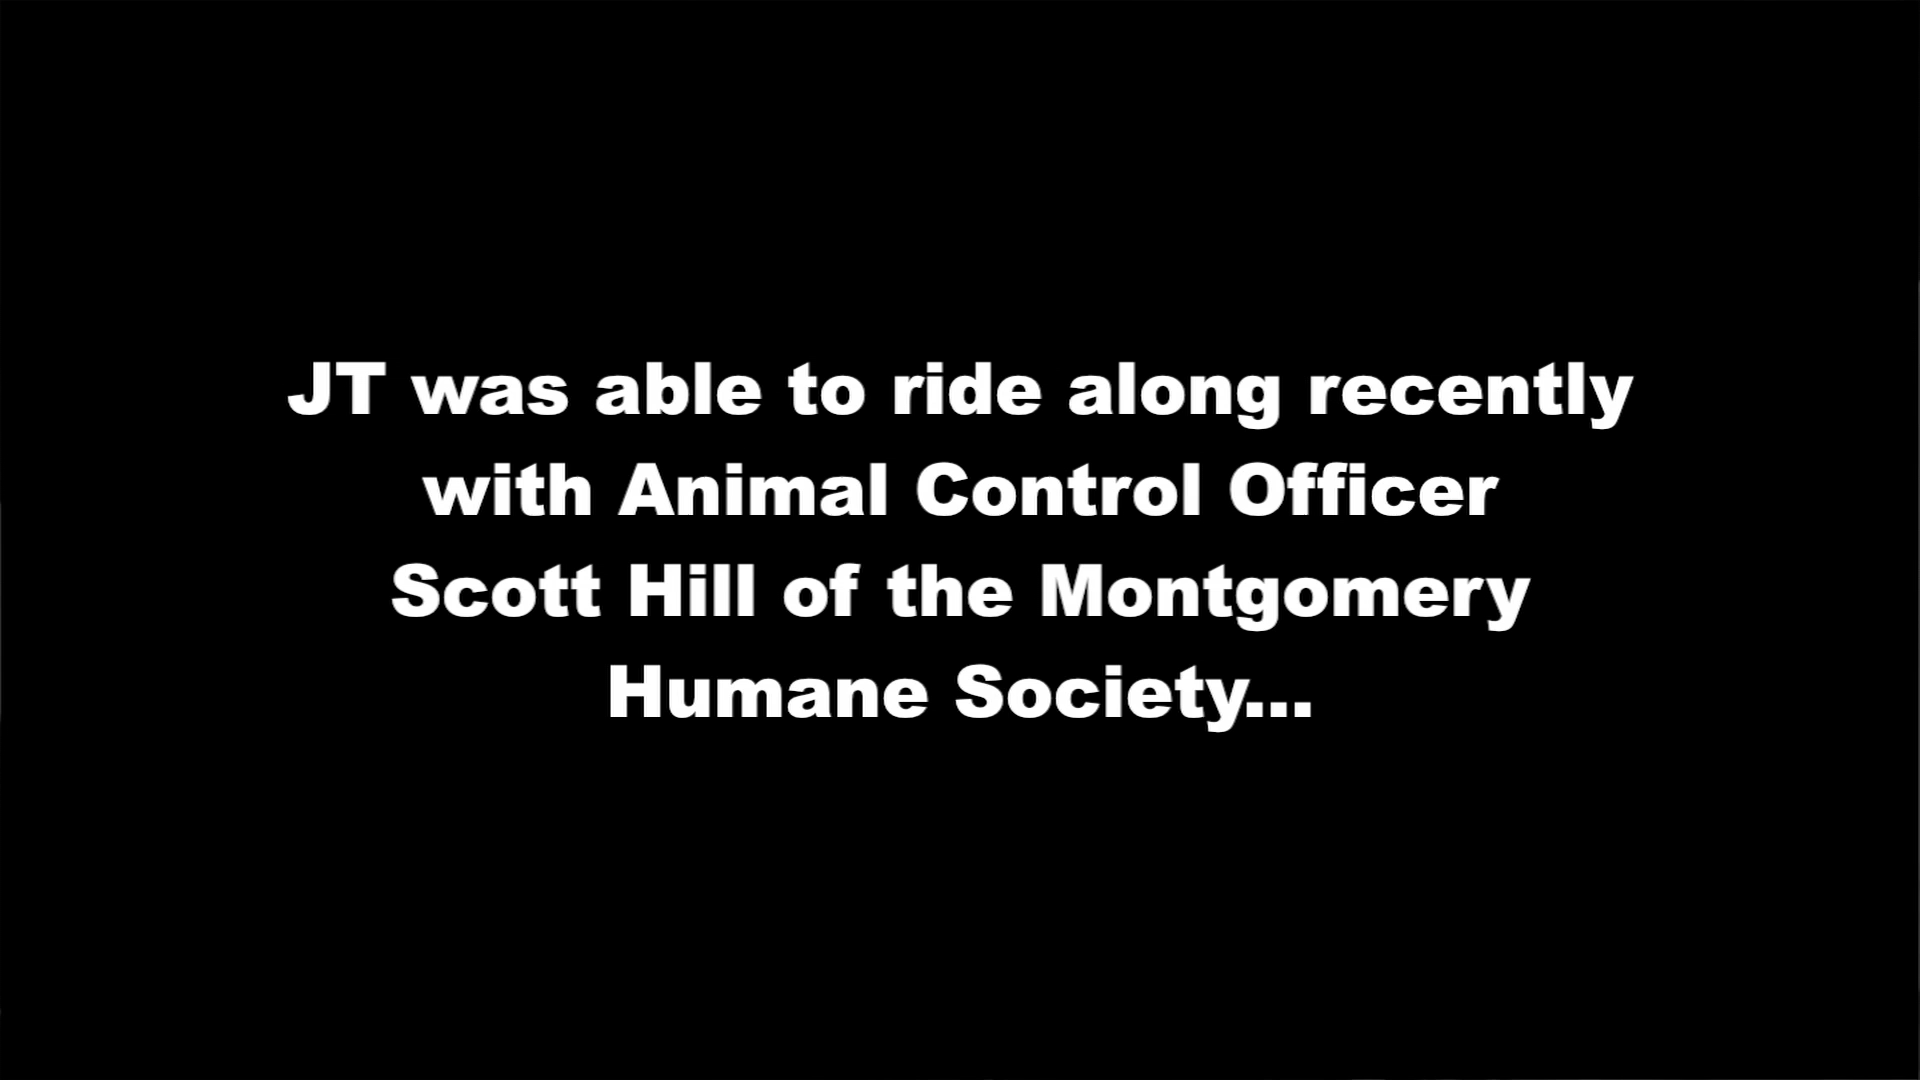 JT was able to ride along recently
with Animal Control Officer
Scott Hill of the Montgomery
Humane Society...